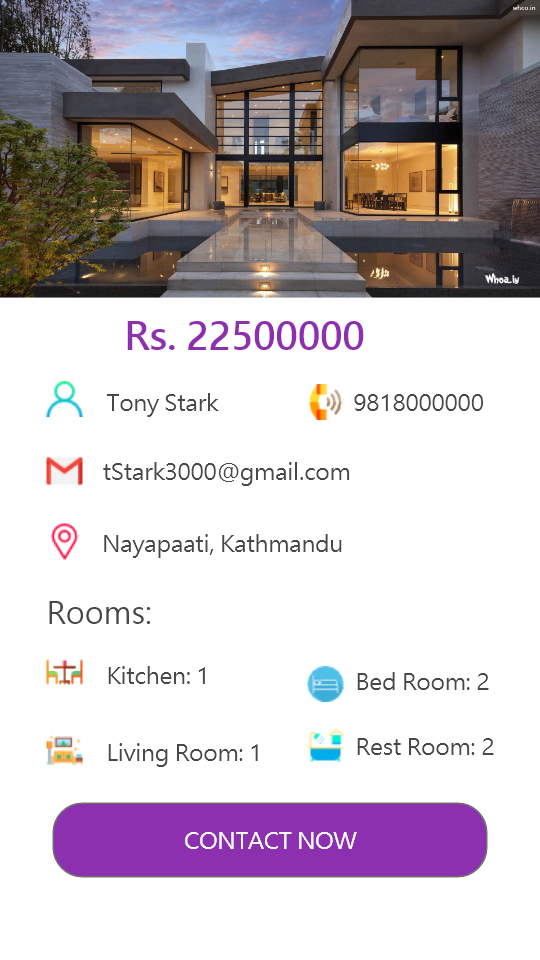 whoa.in
Whoa.in
Rs. 22500000
Tony Stark
9818000000
tStark3000@gmail.com
Nayapaati, Kathmandu
Rooms:
Kitchen: 1
Bed Room: 2
Living Room: 1
Rest Room: 2
CONTACT NOW